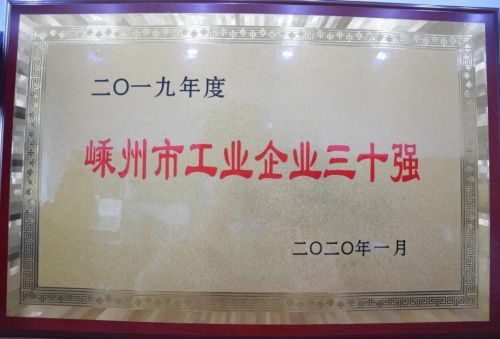 二〇一九年度
嵊州市工业企业三十强
二〇二〇年一月